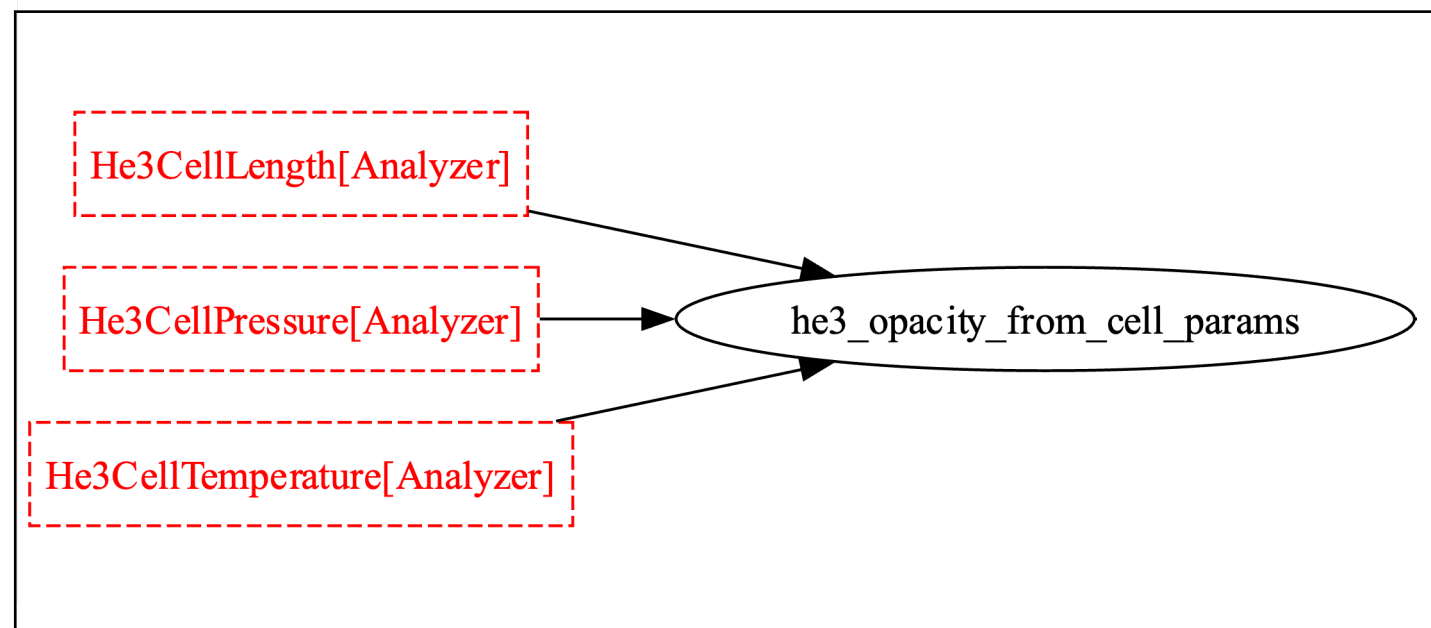 He3CellLength[Analyzer]
He3CellPressure[Analyzer]
he3_opacity_from_cell_params
He3CellTemperature[Analyzer]